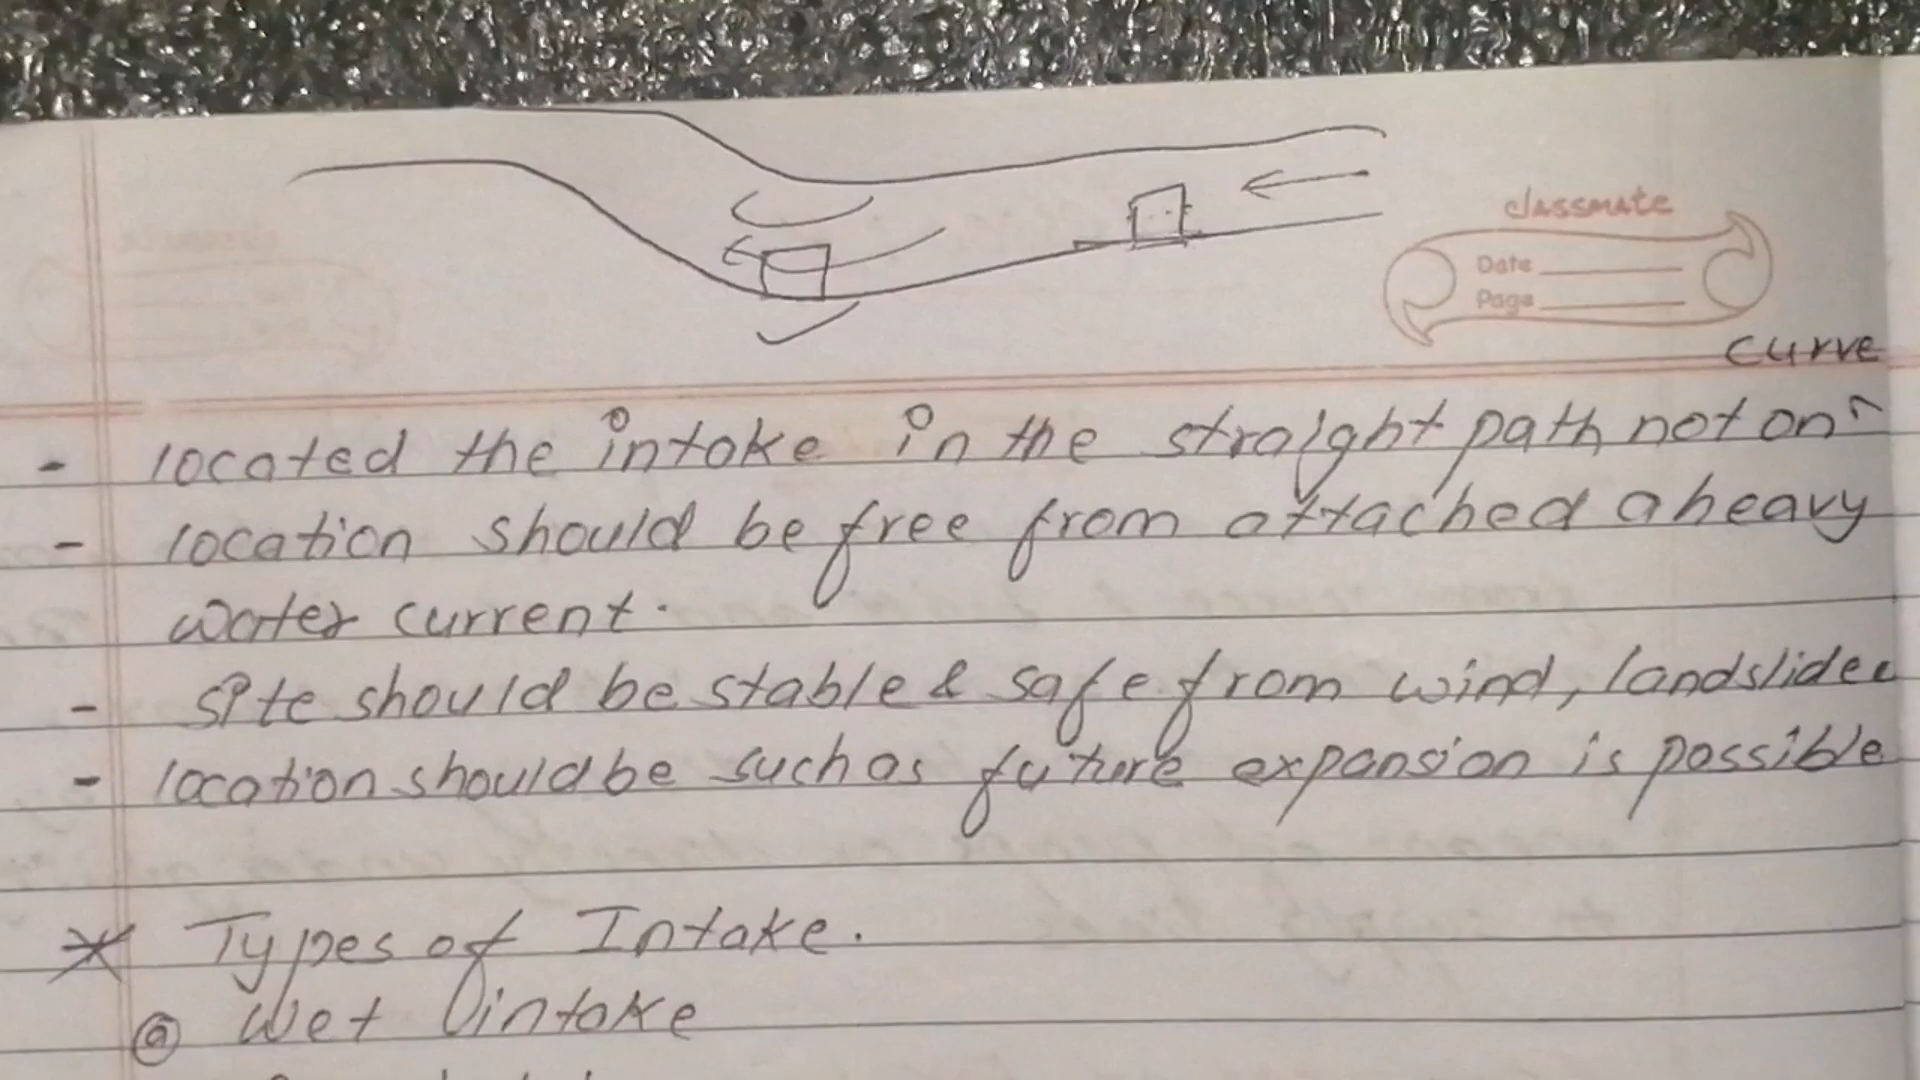 classmate
Date
Page
curve
- located the intake in the straight path not on ^
- location should be free from attached a heavy
water current.
- site should be stable & safe from wind, landslide
- location should be such as future expansion is possible
* Types of Intake.
@ Wet intake